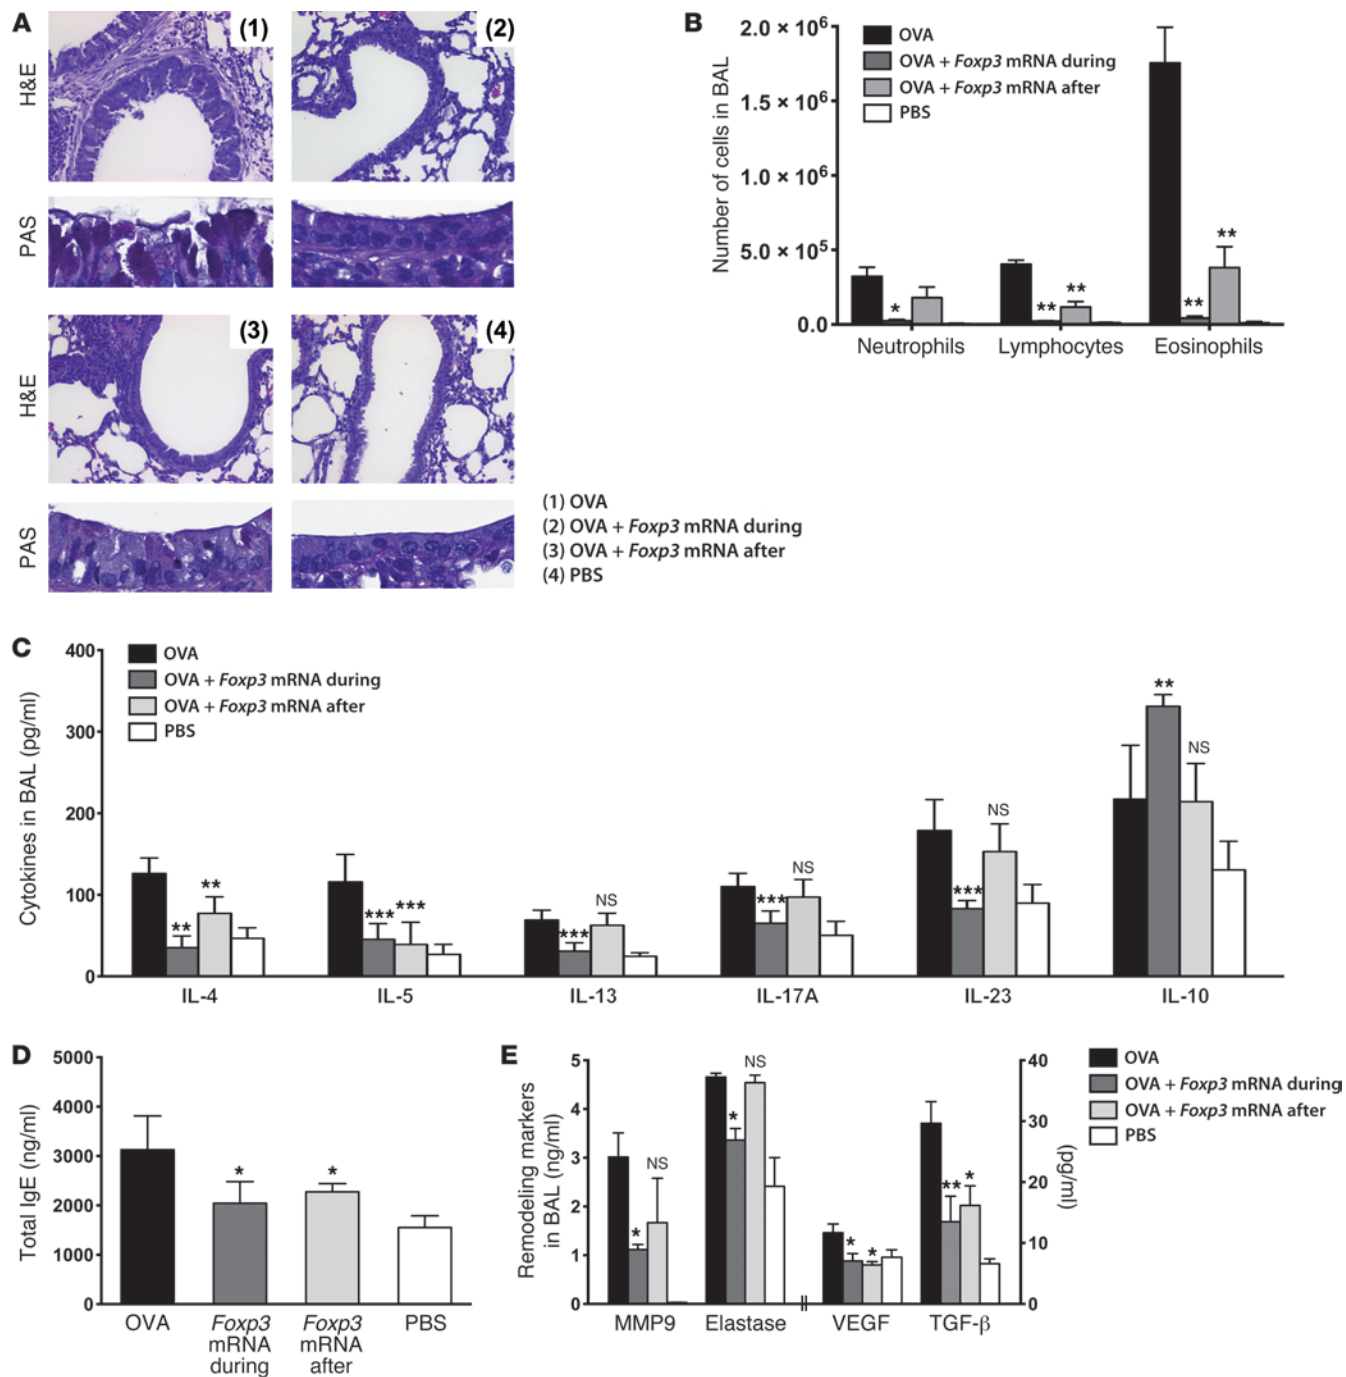 A
H&E
(1)
(2)
PAS
H&E
(3)
(4)
PAS
(1) OVA
(2) OVA + Foxp3 mRNA during
(3) OVA + Foxp3 mRNA after
(4) PBS
B
Number of cells in BAL
2.0 × 10⁶
1.5 × 10⁶
1.0 × 10⁶
5.0 × 10⁵
0.0
OVA
OVA + Foxp3 mRNA during
OVA + Foxp3 mRNA after
PBS
*
** **
** **
Neutrophils Lymphocytes Eosinophils
C
Cytokines in BAL (pg/ml)
400
300
200
100
0
OVA
OVA + Foxp3 mRNA during
OVA + Foxp3 mRNA after
PBS
** **
*** ***
*** NS
*** NS
*** NS
** NS
IL-4 IL-5 IL-13 IL-17A IL-23 IL-10
D
Total IgE (ng/ml)
5000
4000
3000
2000
1000
0
* *
OVA Foxp3 mRNA during Foxp3 mRNA after PBS
E
Remodeling markers
in BAL (ng/ml)
5
4
3
2
1
0
* NS
* NS
* *
** *
MMP9 Elastase VEGF TGF-β
40
30
20
10
0
(pg/ml)
OVA
OVA + Foxp3 mRNA during
OVA + Foxp3 mRNA after
PBS